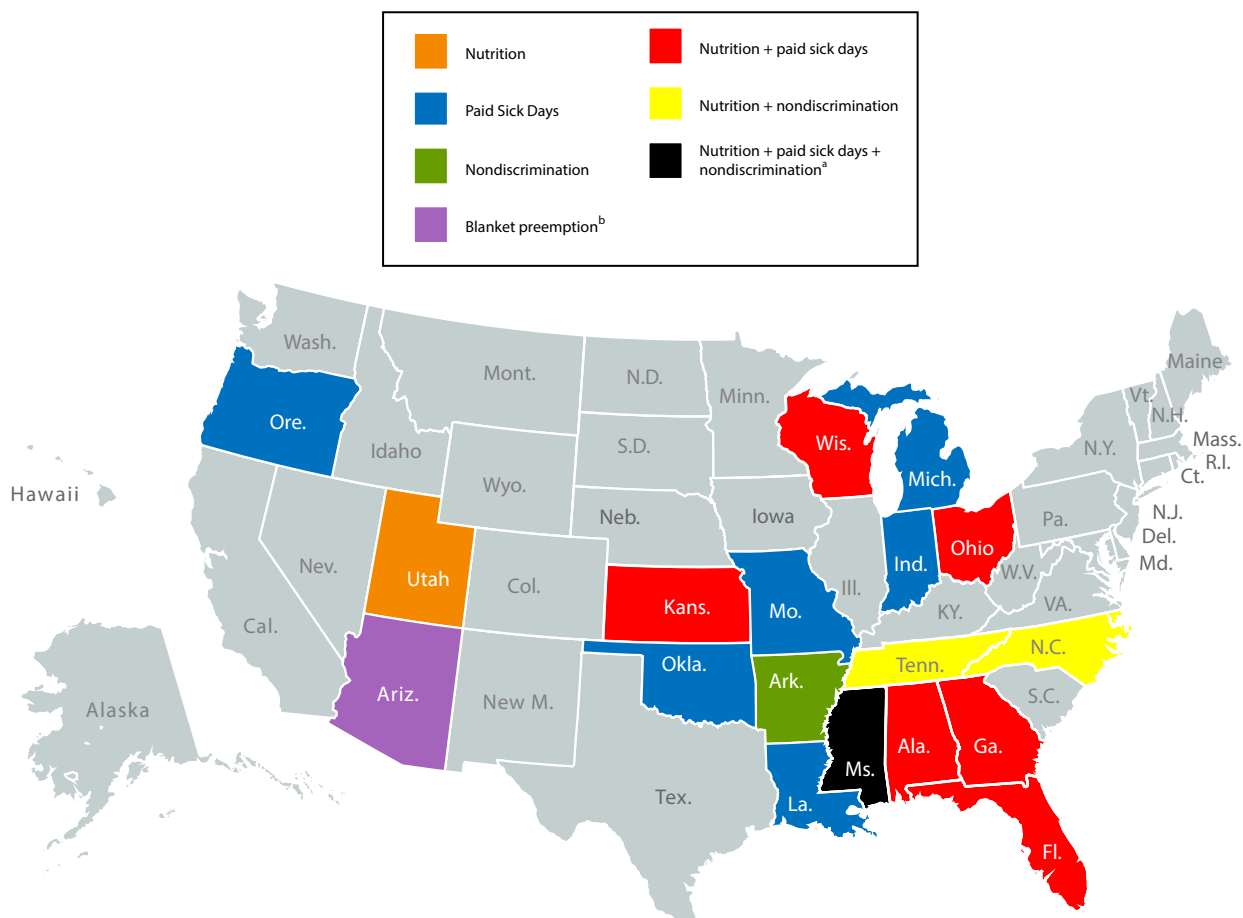 Nutrition
Paid Sick Days
Nondiscrimination
Blanket preemptionᵇ
Nutrition + paid sick days
Nutrition + nondiscrimination
Nutrition + paid sick days +
nondiscriminationᵃ
Wash.
Mont.
N.D.
Minn.
Maine
Vt.
N.H.
Ore.
Idaho
S.D.
Wis.
Mich.
N.Y.
Mass.
R.I.
Ct.
Hawaii
Wyo.
Neb.
Iowa
Pa.
N.J.
Del.
Md.
Nev.
Utah
Col.
Kans.
Mo.
Ill.
Ind.
Ohio
W.V.
VA.
KY.
Cal.
Ariz.
New M.
Okla.
Ark.
Tenn.
N.C.
S.C.
Alaska
Tex.
La.
Ms.
Ala.
Ga.
Fl.